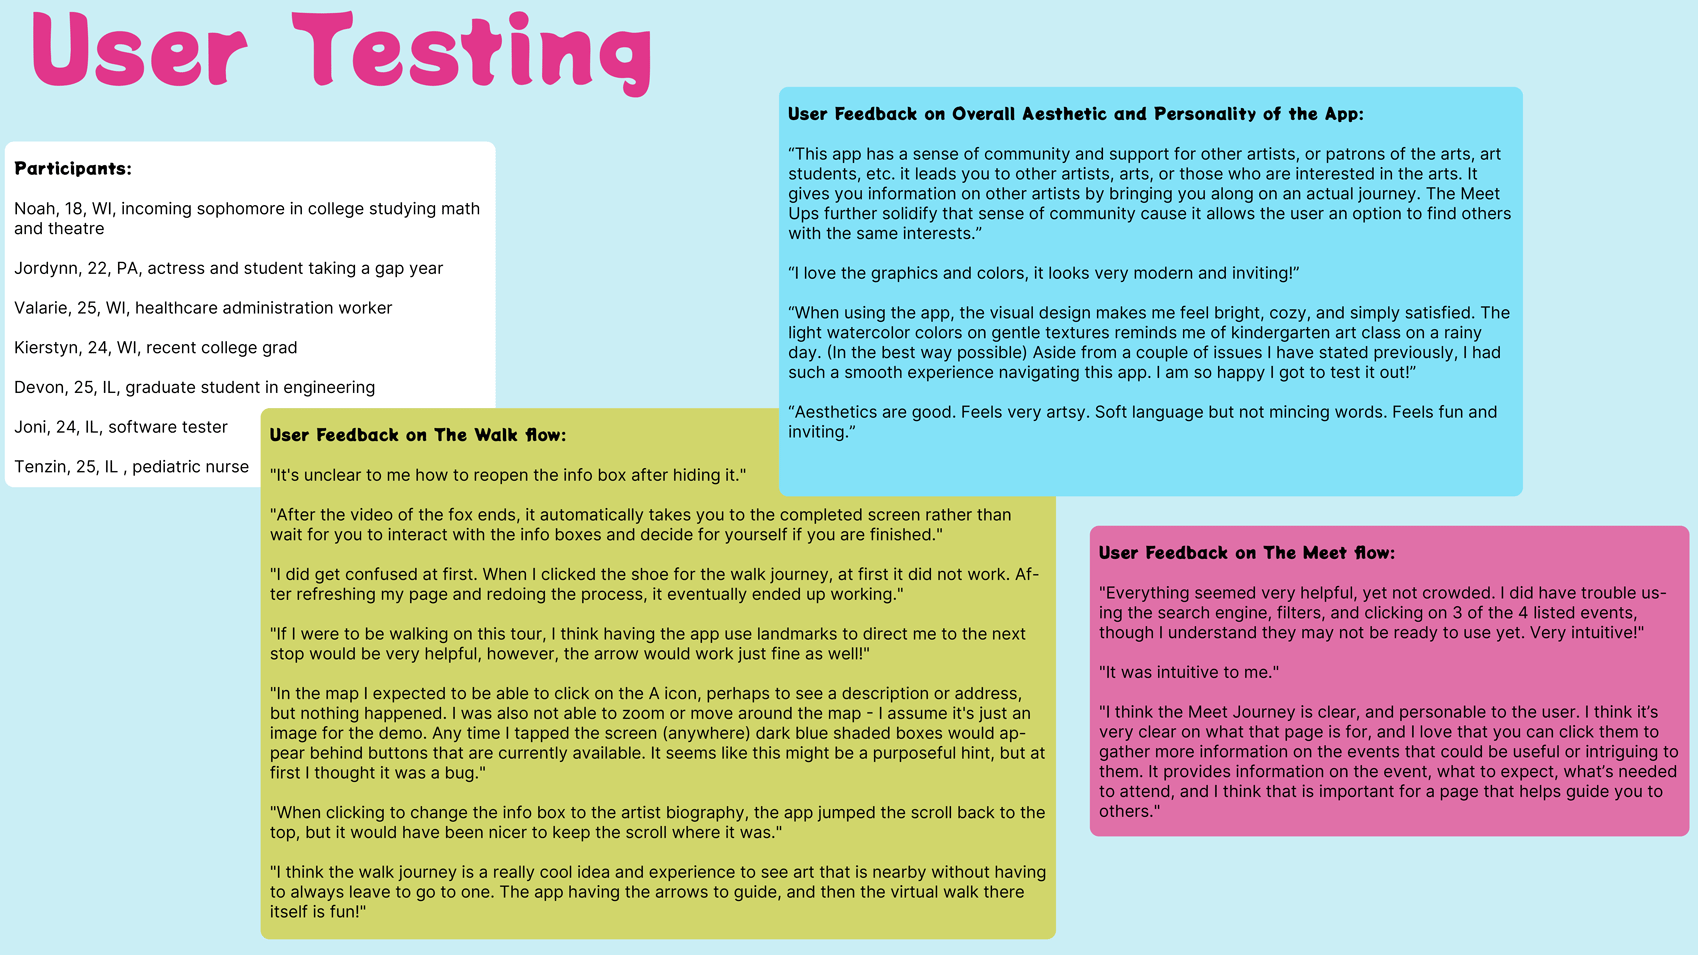 User Testing
Participants:
Noah, 18, WI, incoming sophomore in college studying math
and theatre
Jordynn, 22, PA, actress and student taking a gap year
Valarie, 25, WI, healthcare administration worker
Kierstyn, 24, WI, recent college grad
Devon, 25, IL, graduate student in engineering
Joni, 24, IL, software tester
Tenzin, 25, IL , pediatric nurse
User Feedback on The Walk flow:
"It's unclear to me how to reopen the info box after hiding it."
"After the video of the fox ends, it automatically takes you to the completed screen rather than
wait for you to interact with the info boxes and decide for yourself if you are finished."
"I did get confused at first. When I clicked the shoe for the walk journey, at first it did not work. Af-
ter refreshing my page and redoing the process, it eventually ended up working."
"If I were to be walking on this tour, I think having the app use landmarks to direct me to the next
stop would be very helpful, however, the arrow would work just fine as well!"
"In the map I expected to be able to click on the A icon, perhaps to see a description or address,
but nothing happened. I was also not able to zoom or move around the map - I assume it's just an
image for the demo. Any time I tapped the screen (anywhere) dark blue shaded boxes would ap-
pear behind buttons that are currently available. It seems like this might be a purposeful hint, but at
first I thought it was a bug."
"When clicking to change the info box to the artist biography, the app jumped the scroll back to the
top, but it would have been nicer to keep the scroll where it was."
"I think the walk journey is a really cool idea and experience to see art that is nearby without having
to always leave to go to one. The app having the arrows to guide, and then the virtual walk there
itself is fun!"
User Feedback on Overall Aesthetic and Personality of the App:
“This app has a sense of community and support for other artists, or patrons of the arts, art
students, etc. it leads you to other artists, arts, or those who are interested in the arts. It
gives you information on other artists by bringing you along on an actual journey. The Meet
Ups further solidify that sense of community cause it allows the user an option to find others
with the same interests.”
“I love the graphics and colors, it looks very modern and inviting!”
“When using the app, the visual design makes me feel bright, cozy, and simply satisfied. The
light watercolor colors on gentle textures reminds me of kindergarten art class on a rainy
day. (In the best way possible) Aside from a couple of issues I have stated previously, I had
such a smooth experience navigating this app. I am so happy I got to test it out!”
“Aesthetics are good. Feels very artsy. Soft language but not mincing words. Feels fun and
inviting.”
User Feedback on The Meet flow:
"Everything seemed very helpful, yet not crowded. I did have trouble us-
ing the search engine, filters, and clicking on 3 of the 4 listed events,
though I understand they may not be ready to use yet. Very intuitive!"
"It was intuitive to me."
"I think the Meet Journey is clear, and personable to the user. I think it’s
very clear on what that page is for, and I love that you can click them to
gather more information on the events that could be useful or intriguing to
them. It provides information on the event, what to expect, what’s needed
to attend, and I think that is important for a page that helps guide you to
others."